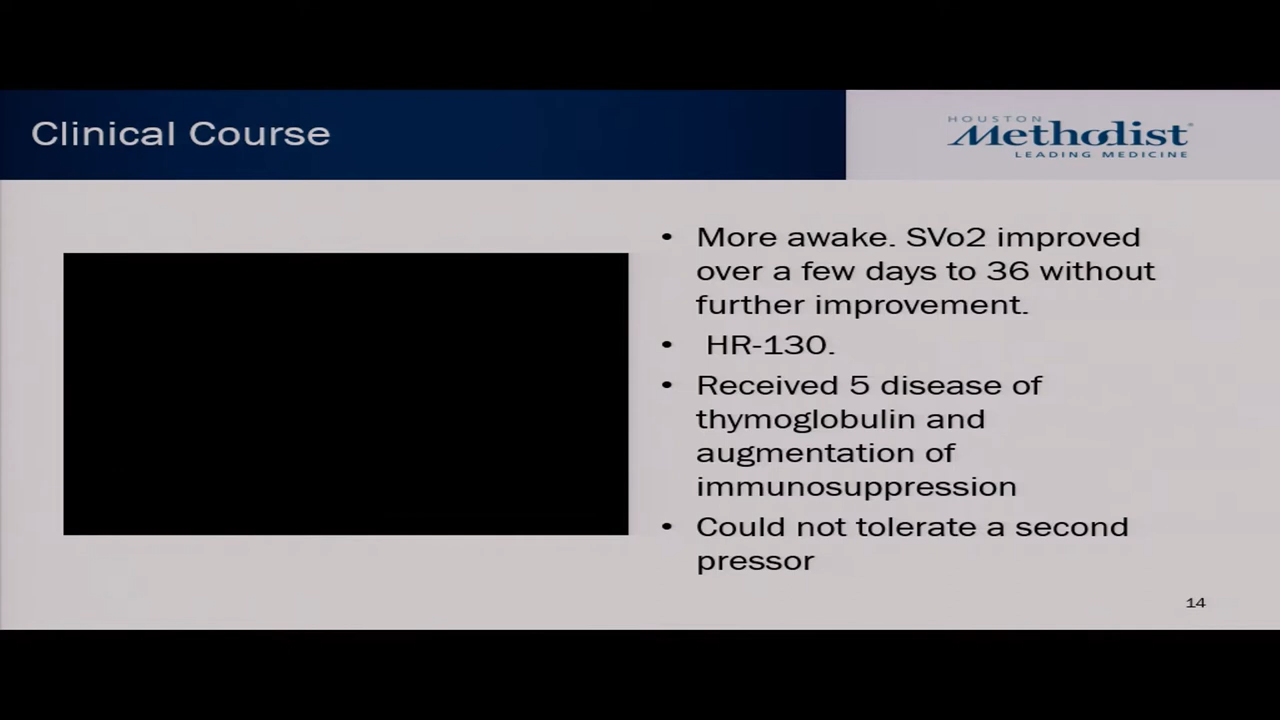 Clinical Course
HOUSTON
Methodist
LEADING MEDICINE
• More awake. SVo2 improved
over a few days to 36 without
further improvement.
• HR-130.
• Received 5 disease of
thymoglobulin and
augmentation of
immunosuppression
• Could not tolerate a second
pressor
14